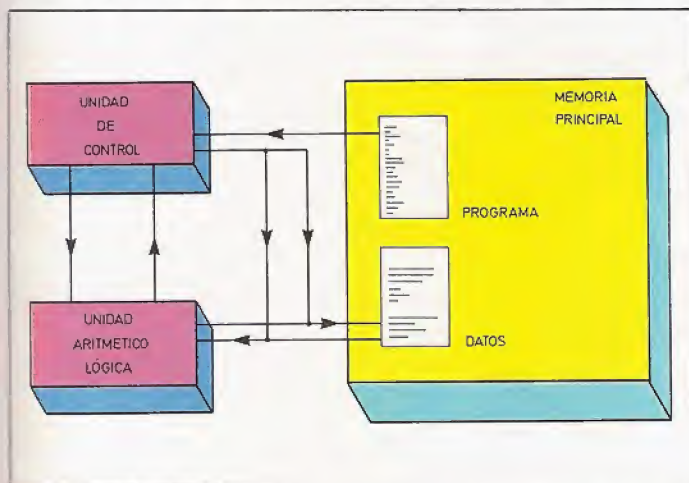 UNIDAD
DE
CONTROL
MEMORIA
PRINCIPAL
PROGRAMA
UNIDAD
ARITMETICO
LÓGICA
DATOS